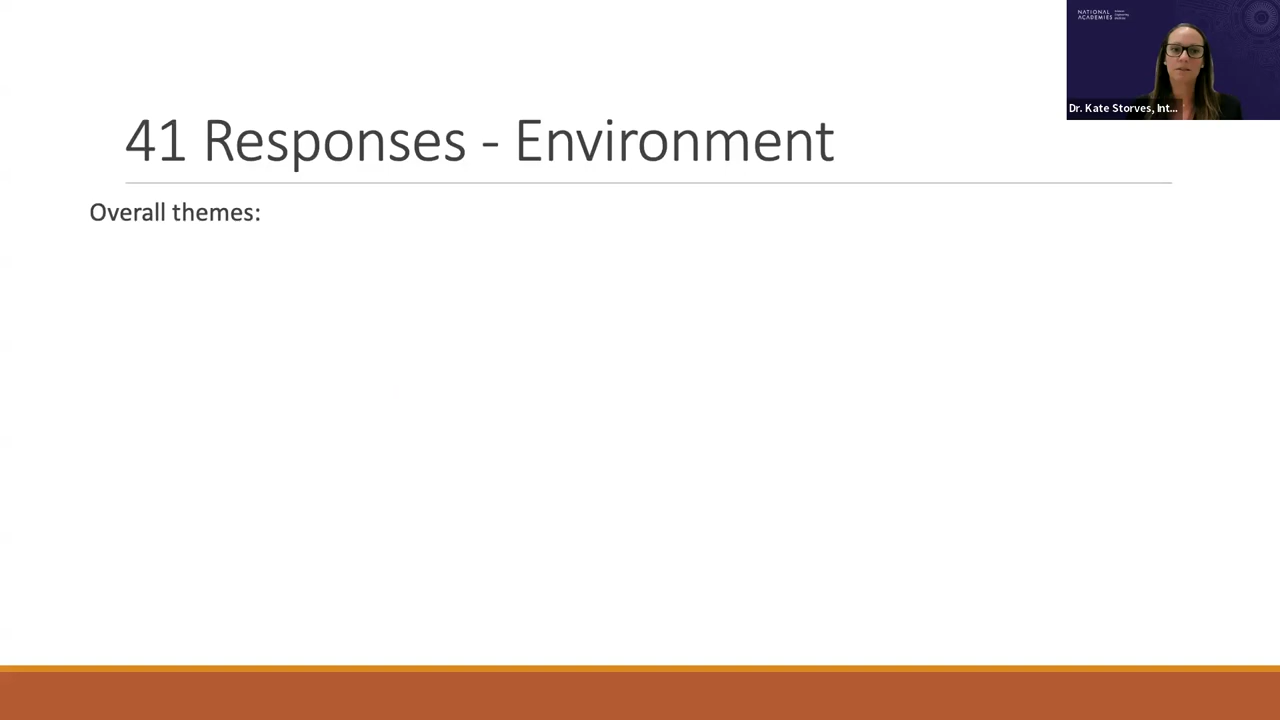 41 Responses - Environment
Overall themes:
NATIONAL
ACADEMIES
Dr. Kate Storves, Int...